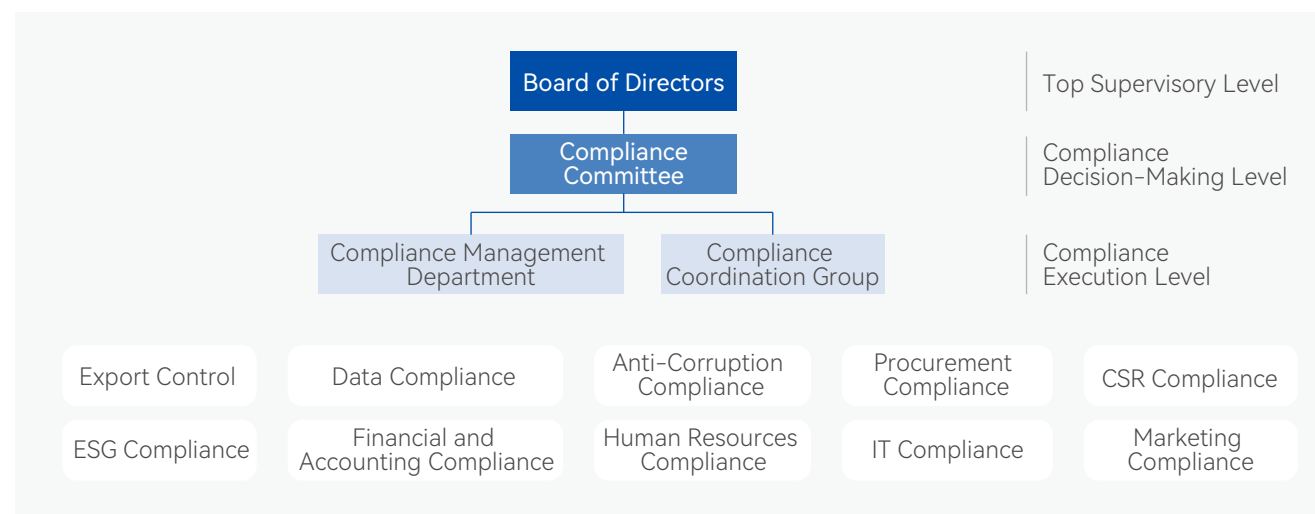 Board of Directors
Top Supervisory Level
Compliance
Committee
Compliance
Decision-Making Level
Compliance Management
Department
Compliance
Coordination Group
Compliance
Execution Level
Export Control
Data Compliance
Anti-Corruption
Compliance
Procurement
Compliance
CSR Compliance
ESG Compliance
Financial and
Accounting Compliance
Human Resources
Compliance
IT Compliance
Marketing
Compliance